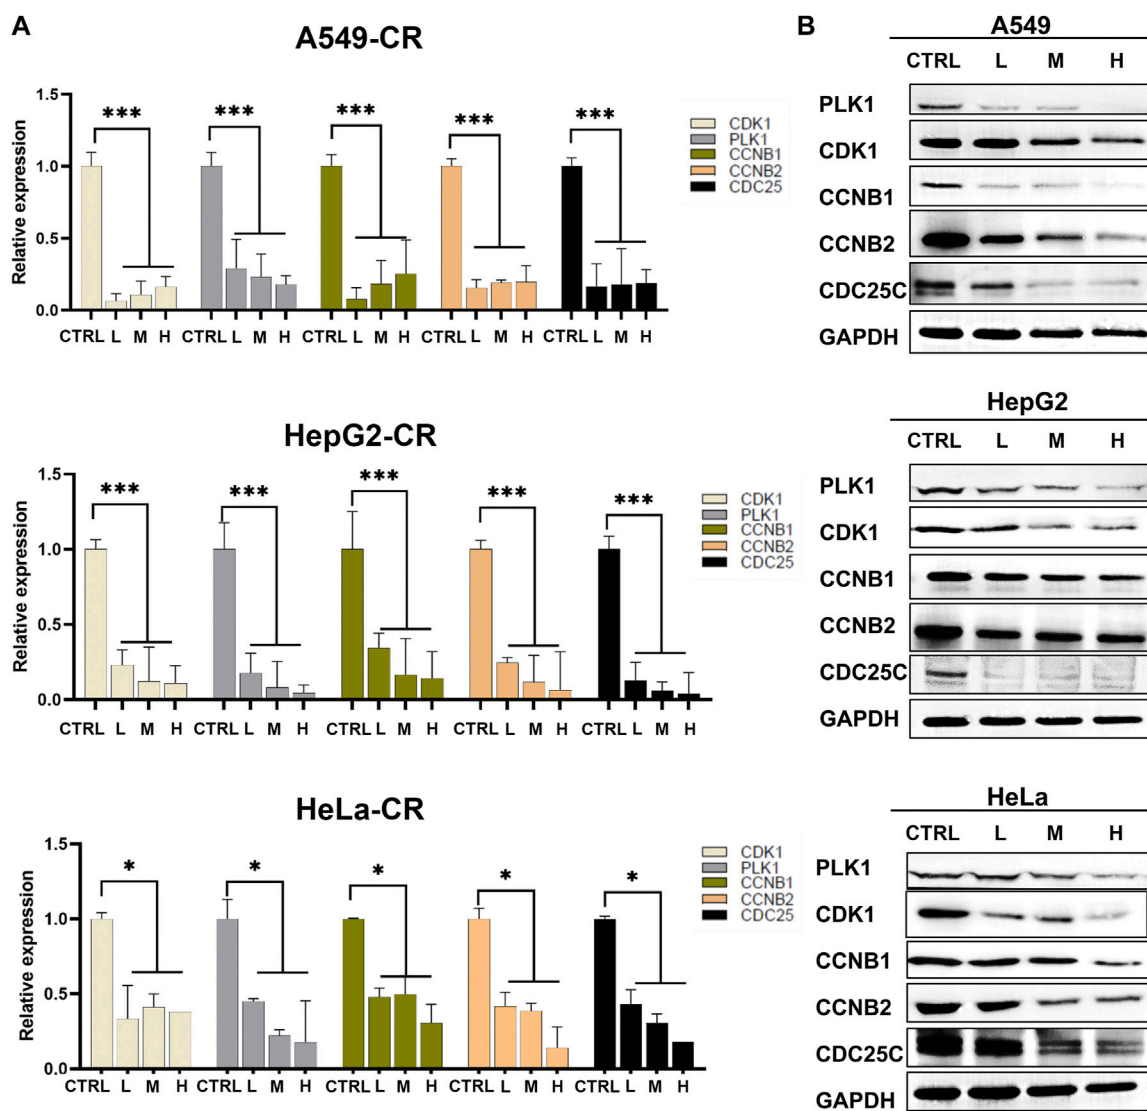 A
A549-CR
Relative expression
1.5
1.0
0.5
0.0
*** *** *** *** ***
CTRL L M H CTRL L M H CTRL L M H CTRL L M H CTRL L M H
CDK1
PLK1
CCNB1
CCNB2
CDC25
HepG2-CR
Relative expression
1.5
1.0
0.5
0.0
*** *** *** *** ***
CTRL L M H CTRL L M H CTRL L M H CTRL L M H CTRL L M H
CDK1
PLK1
CCNB1
CCNB2
CDC25
HeLa-CR
Relative expression
1.5
1.0
0.5
0.0
* * * * *
CTRL L M H CTRL L M H CTRL L M H CTRL L M H CTRL L M H
CDK1
PLK1
CCNB1
CCNB2
CDC25
B
A549
CTRL L M H
PLK1
CDK1
CCNB1
CCNB2
CDC25C
GAPDH
HepG2
CTRL L M H
PLK1
CDK1
CCNB1
CCNB2
CDC25C
GAPDH
HeLa
CTRL L M H
PLK1
CDK1
CCNB1
CCNB2
CDC25C
GAPDH